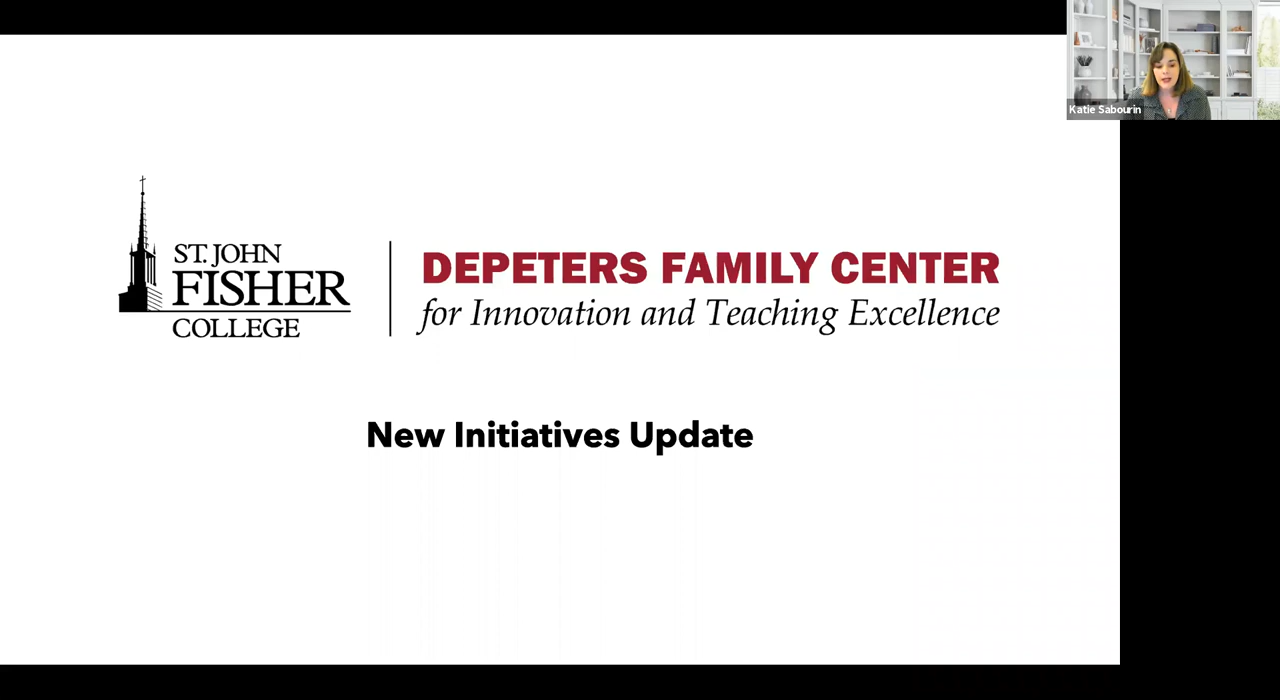 Katie Sabourin
ST. JOHN
FISHER
COLLEGE
DEPETERS FAMILY CENTER
for Innovation and Teaching Excellence
New Initiatives Update